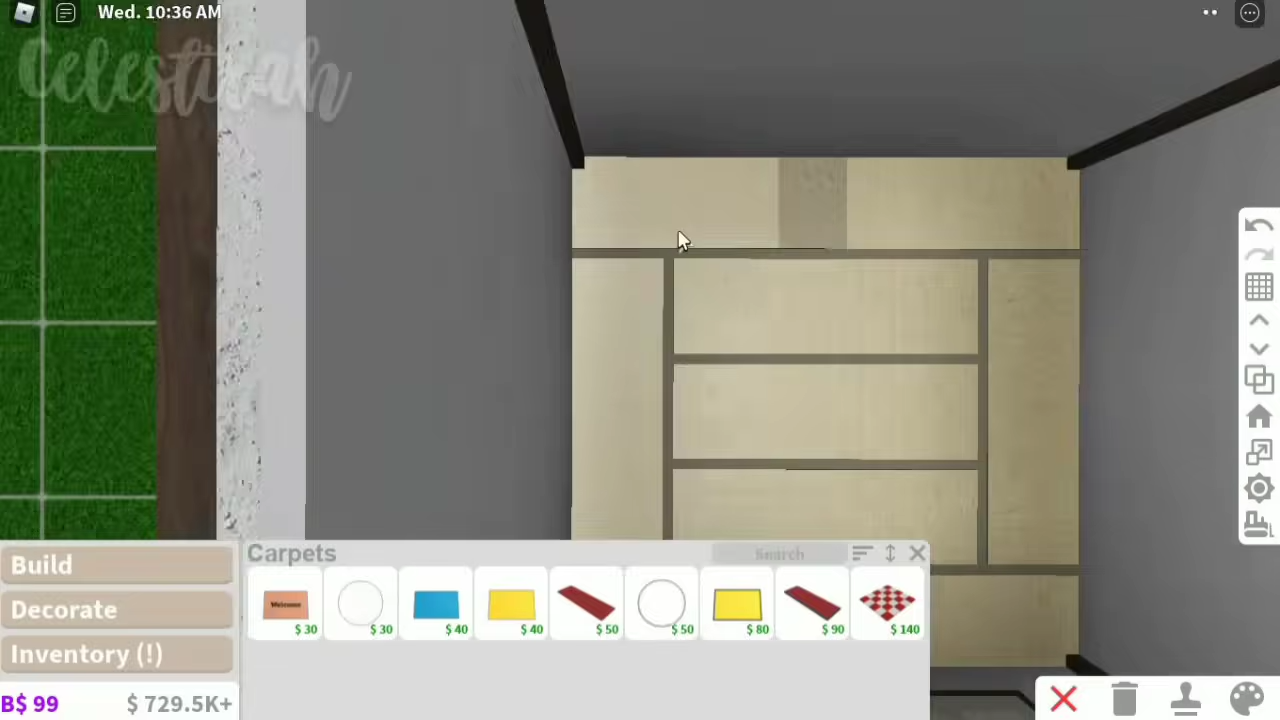 Wed. 10:36 AM
Celestivah
Build
Decorate
Inventory (!)
B$ 99
$ 729.5K+
Carpets
Search
Welcome
$ 30
$ 30
$ 40
$ 40
$ 50
$ 50
$ 80
$ 90
$ 140